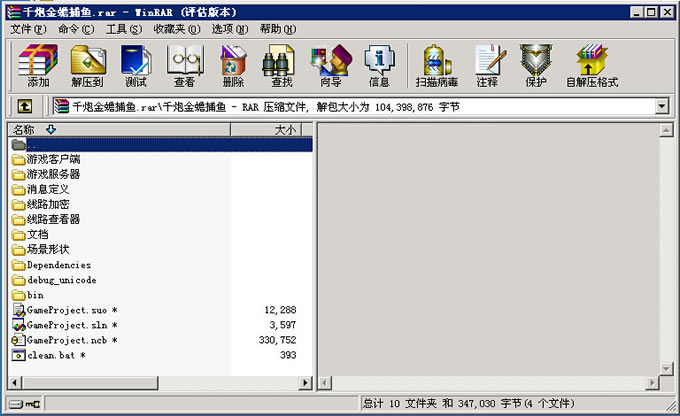 千炮金蟾捕鱼.rar - WinRAR (评估版本)
文件(F) 命令(C) 工具(S) 收藏夹(O) 选项(N) 帮助(H)
添加 解压到 测试 查看 删除 查找 向导 信息 扫描病毒 注释 保护 自解压格式
千炮金蟾捕鱼.rar\千炮金蟾捕鱼 - RAR 压缩文件, 解包大小为 104,398,876 字节
名称 大小
..
游戏客户端
游戏服务器
消息定义
线路加密
线路查看器
文档
场景形状
Dependencies
debug_unicode
bin
GameProject.suo * 12,288
GameProject.sln * 3,597
GameProject.ncb * 330,752
clean.bat * 393
总计 10 文件夹 和 347,030 字节(4 个文件)